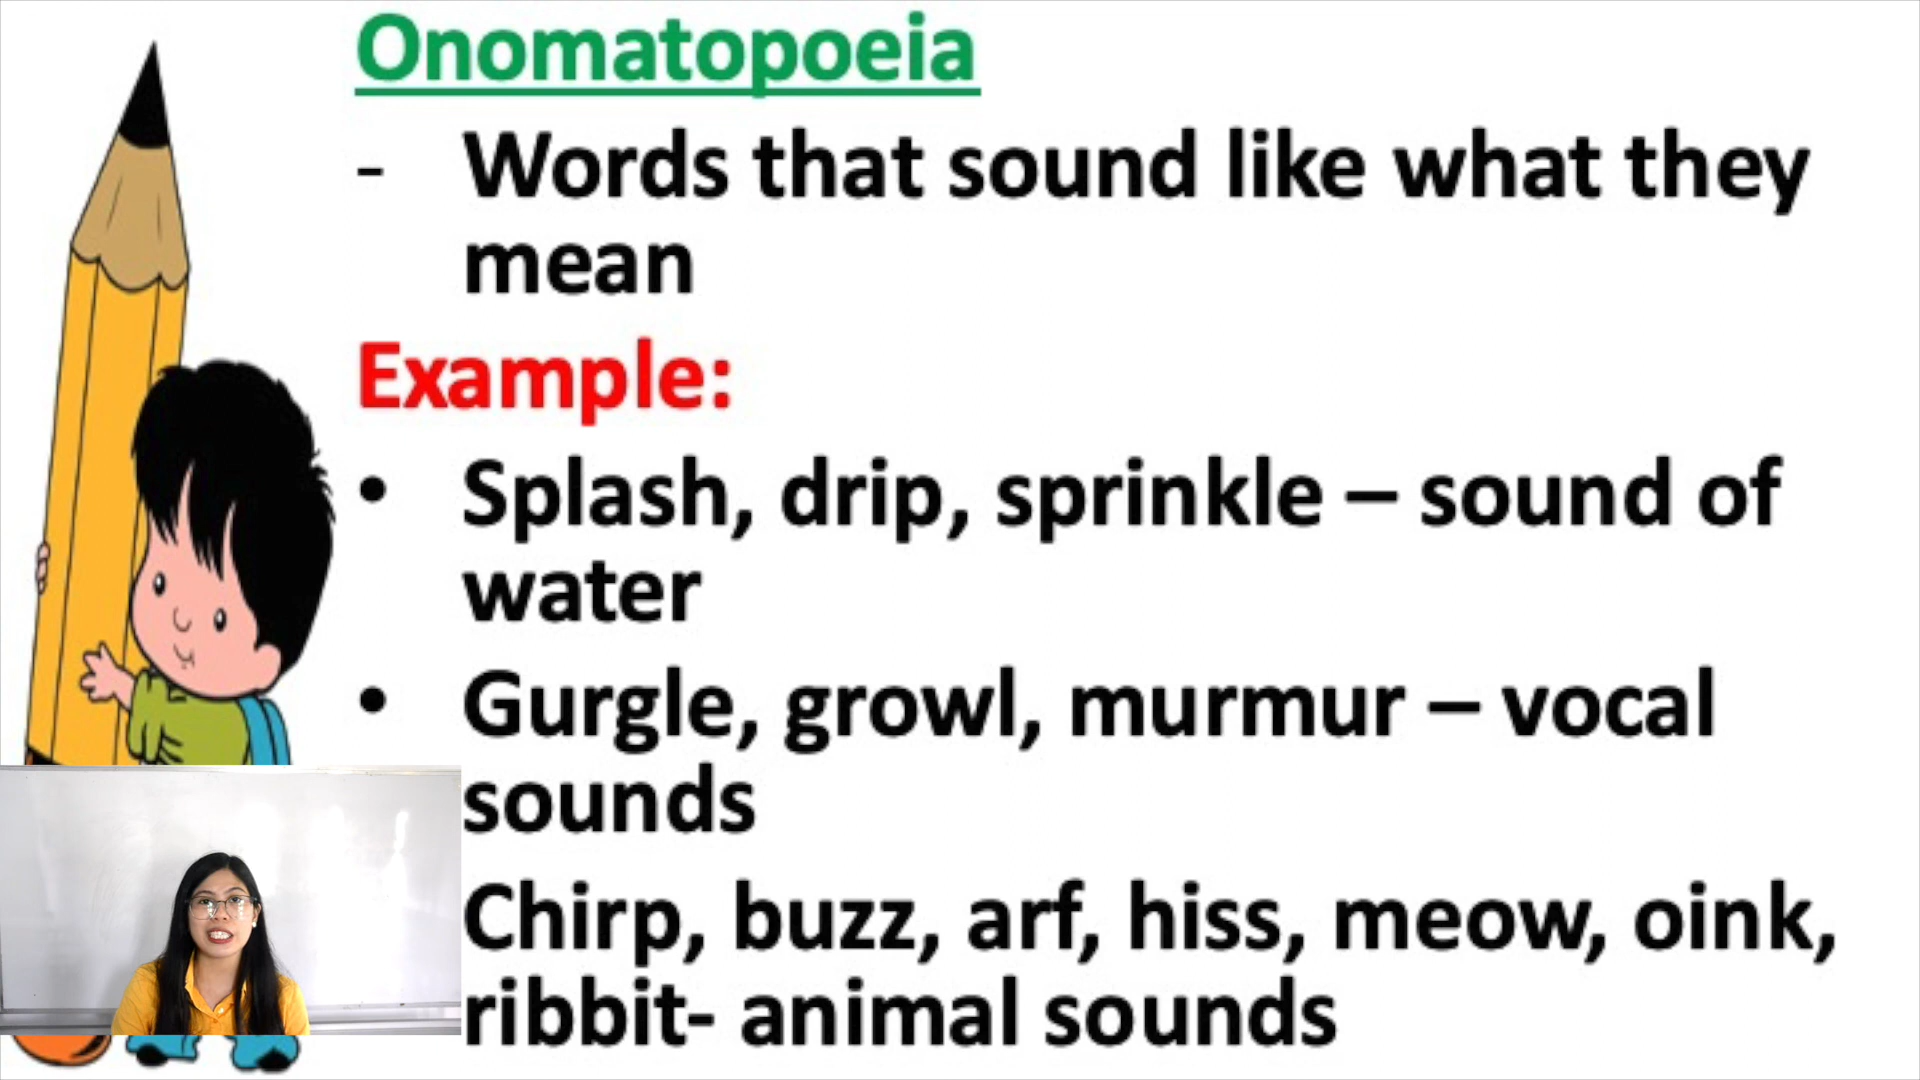 Onomatopoeia
- Words that sound like what they
mean
Example:
• Splash, drip, sprinkle – sound of
water
• Gurgle, growl, murmur – vocal
sounds
Chirp, buzz, arf, hiss, meow, oink,
ribbit- animal sounds